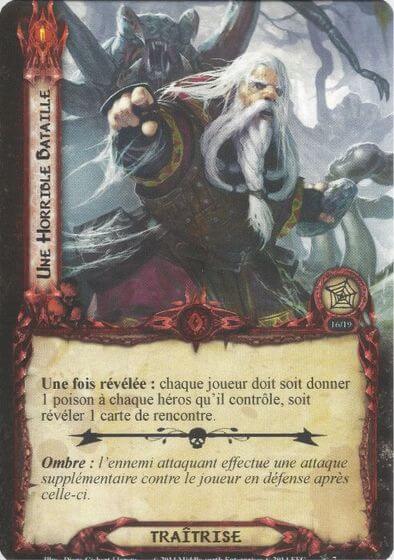 Une Horrible Bataille
16/19
Une fois révélée : chaque joueur doit soit donner
1 poison à chaque héros qu'il contrôle, soit
révéler 1 carte de rencontre.
Ombre : l'ennemi attaquant effectue une attaque
supplémentaire contre le joueur en défense après
celle-ci.
TRAÎTRISE